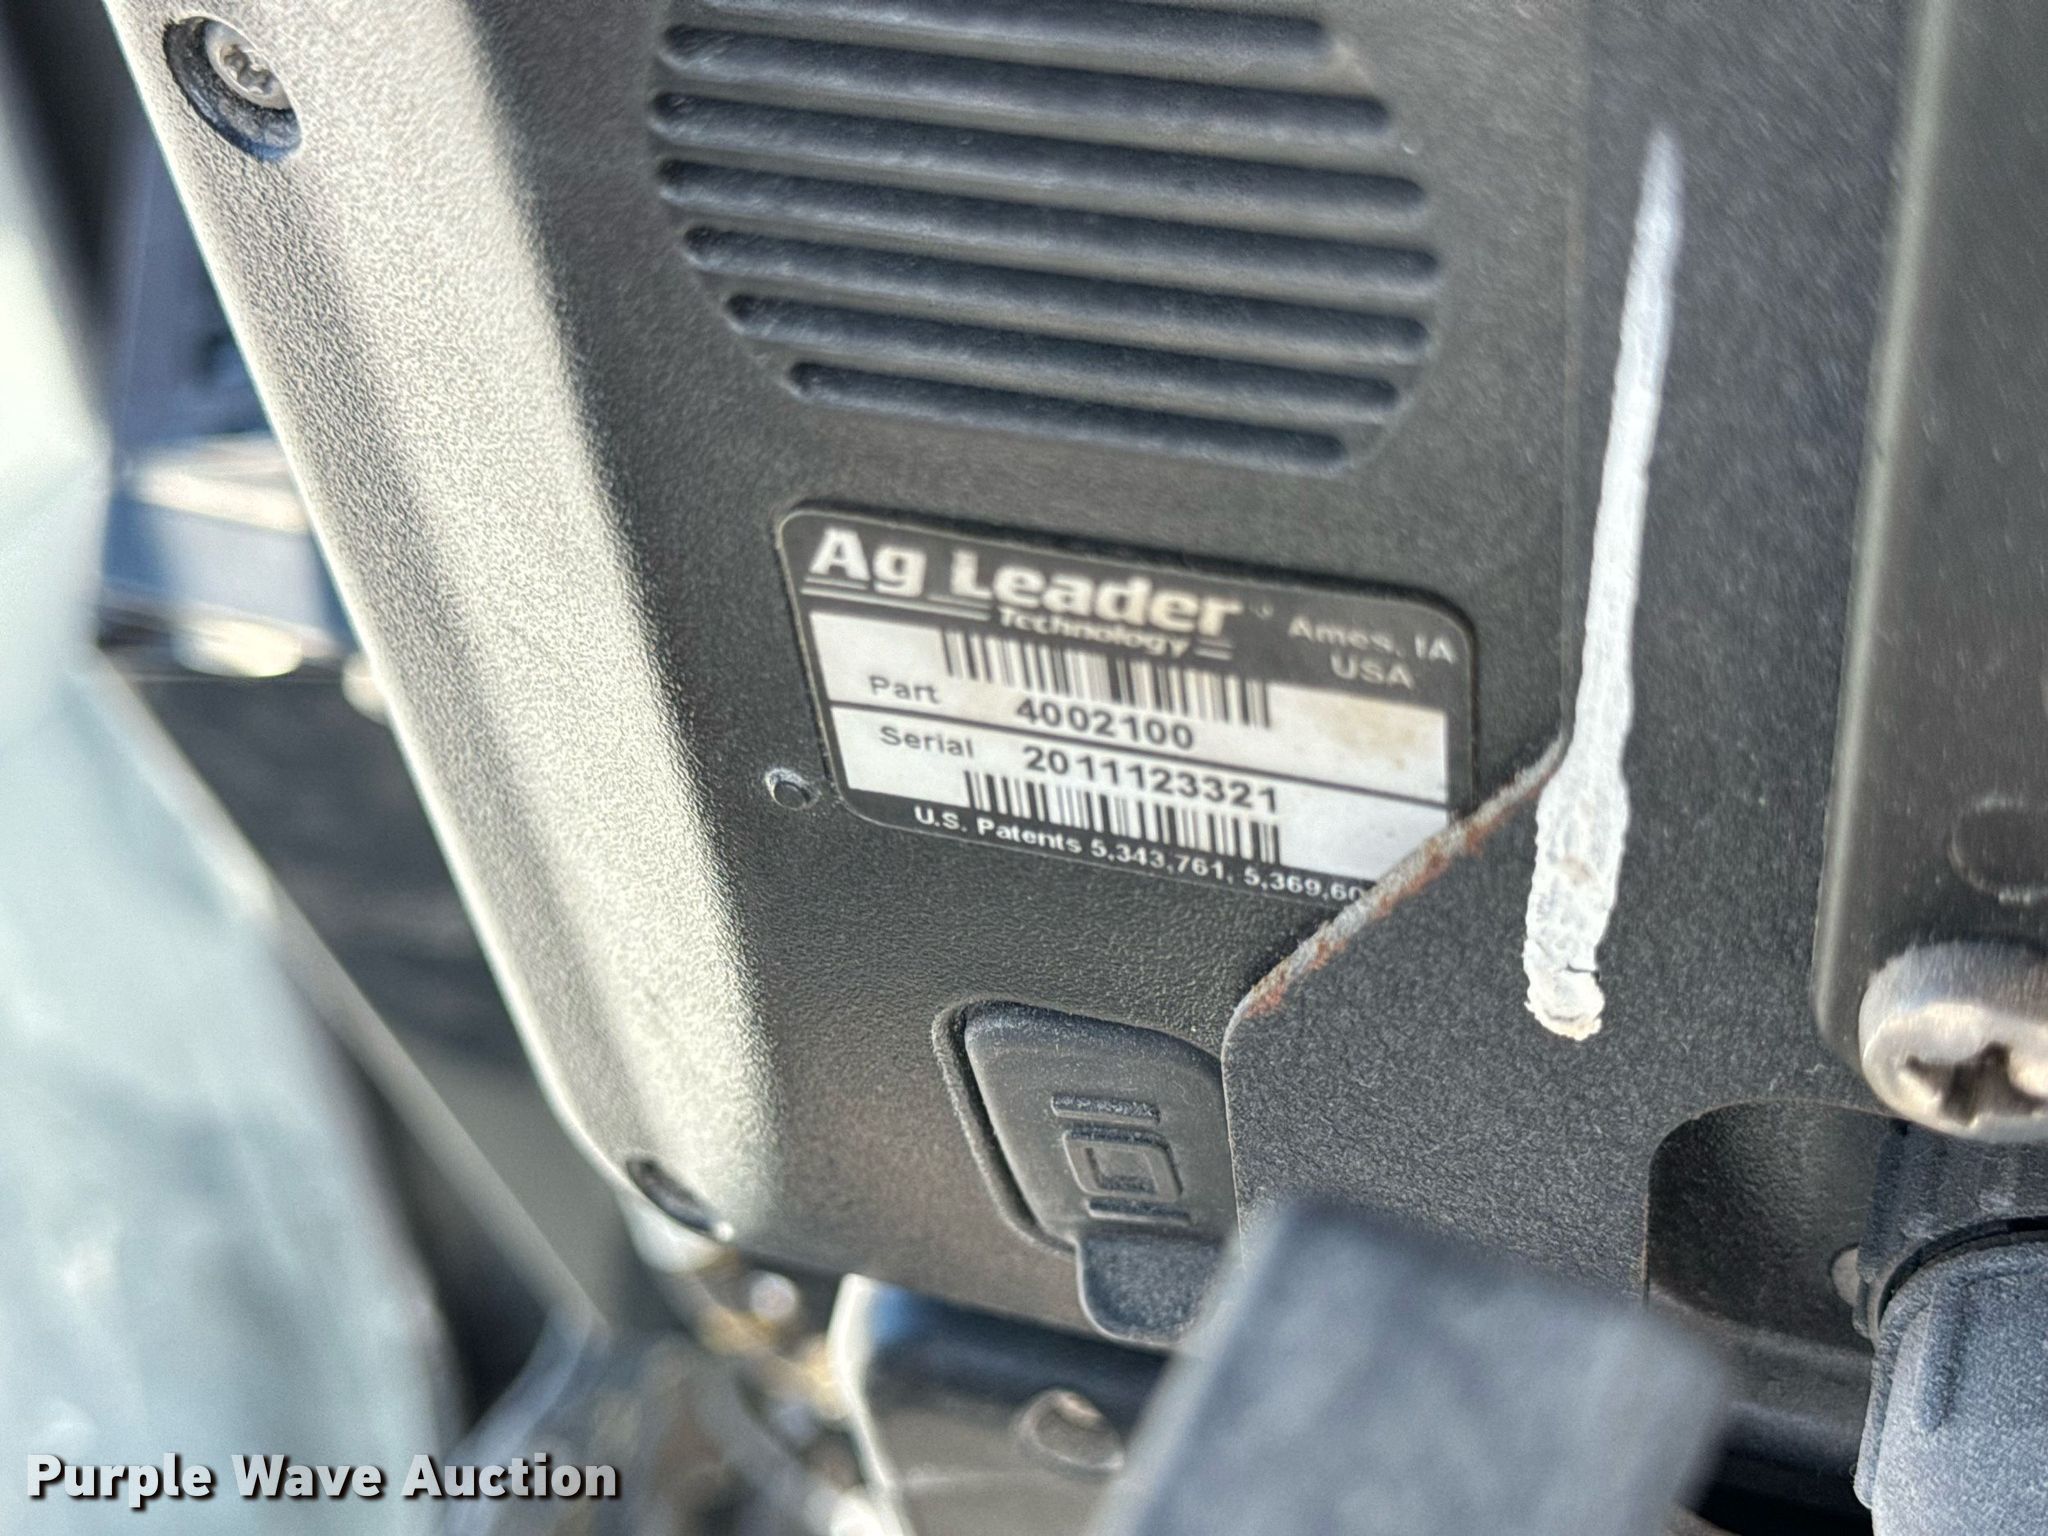 Ag Leader
Technology
Ames, IA
USA
Part 4002100
Serial 2011123321
U.S. Patents 5,343,761, 5,369,60
Purple Wave Auction